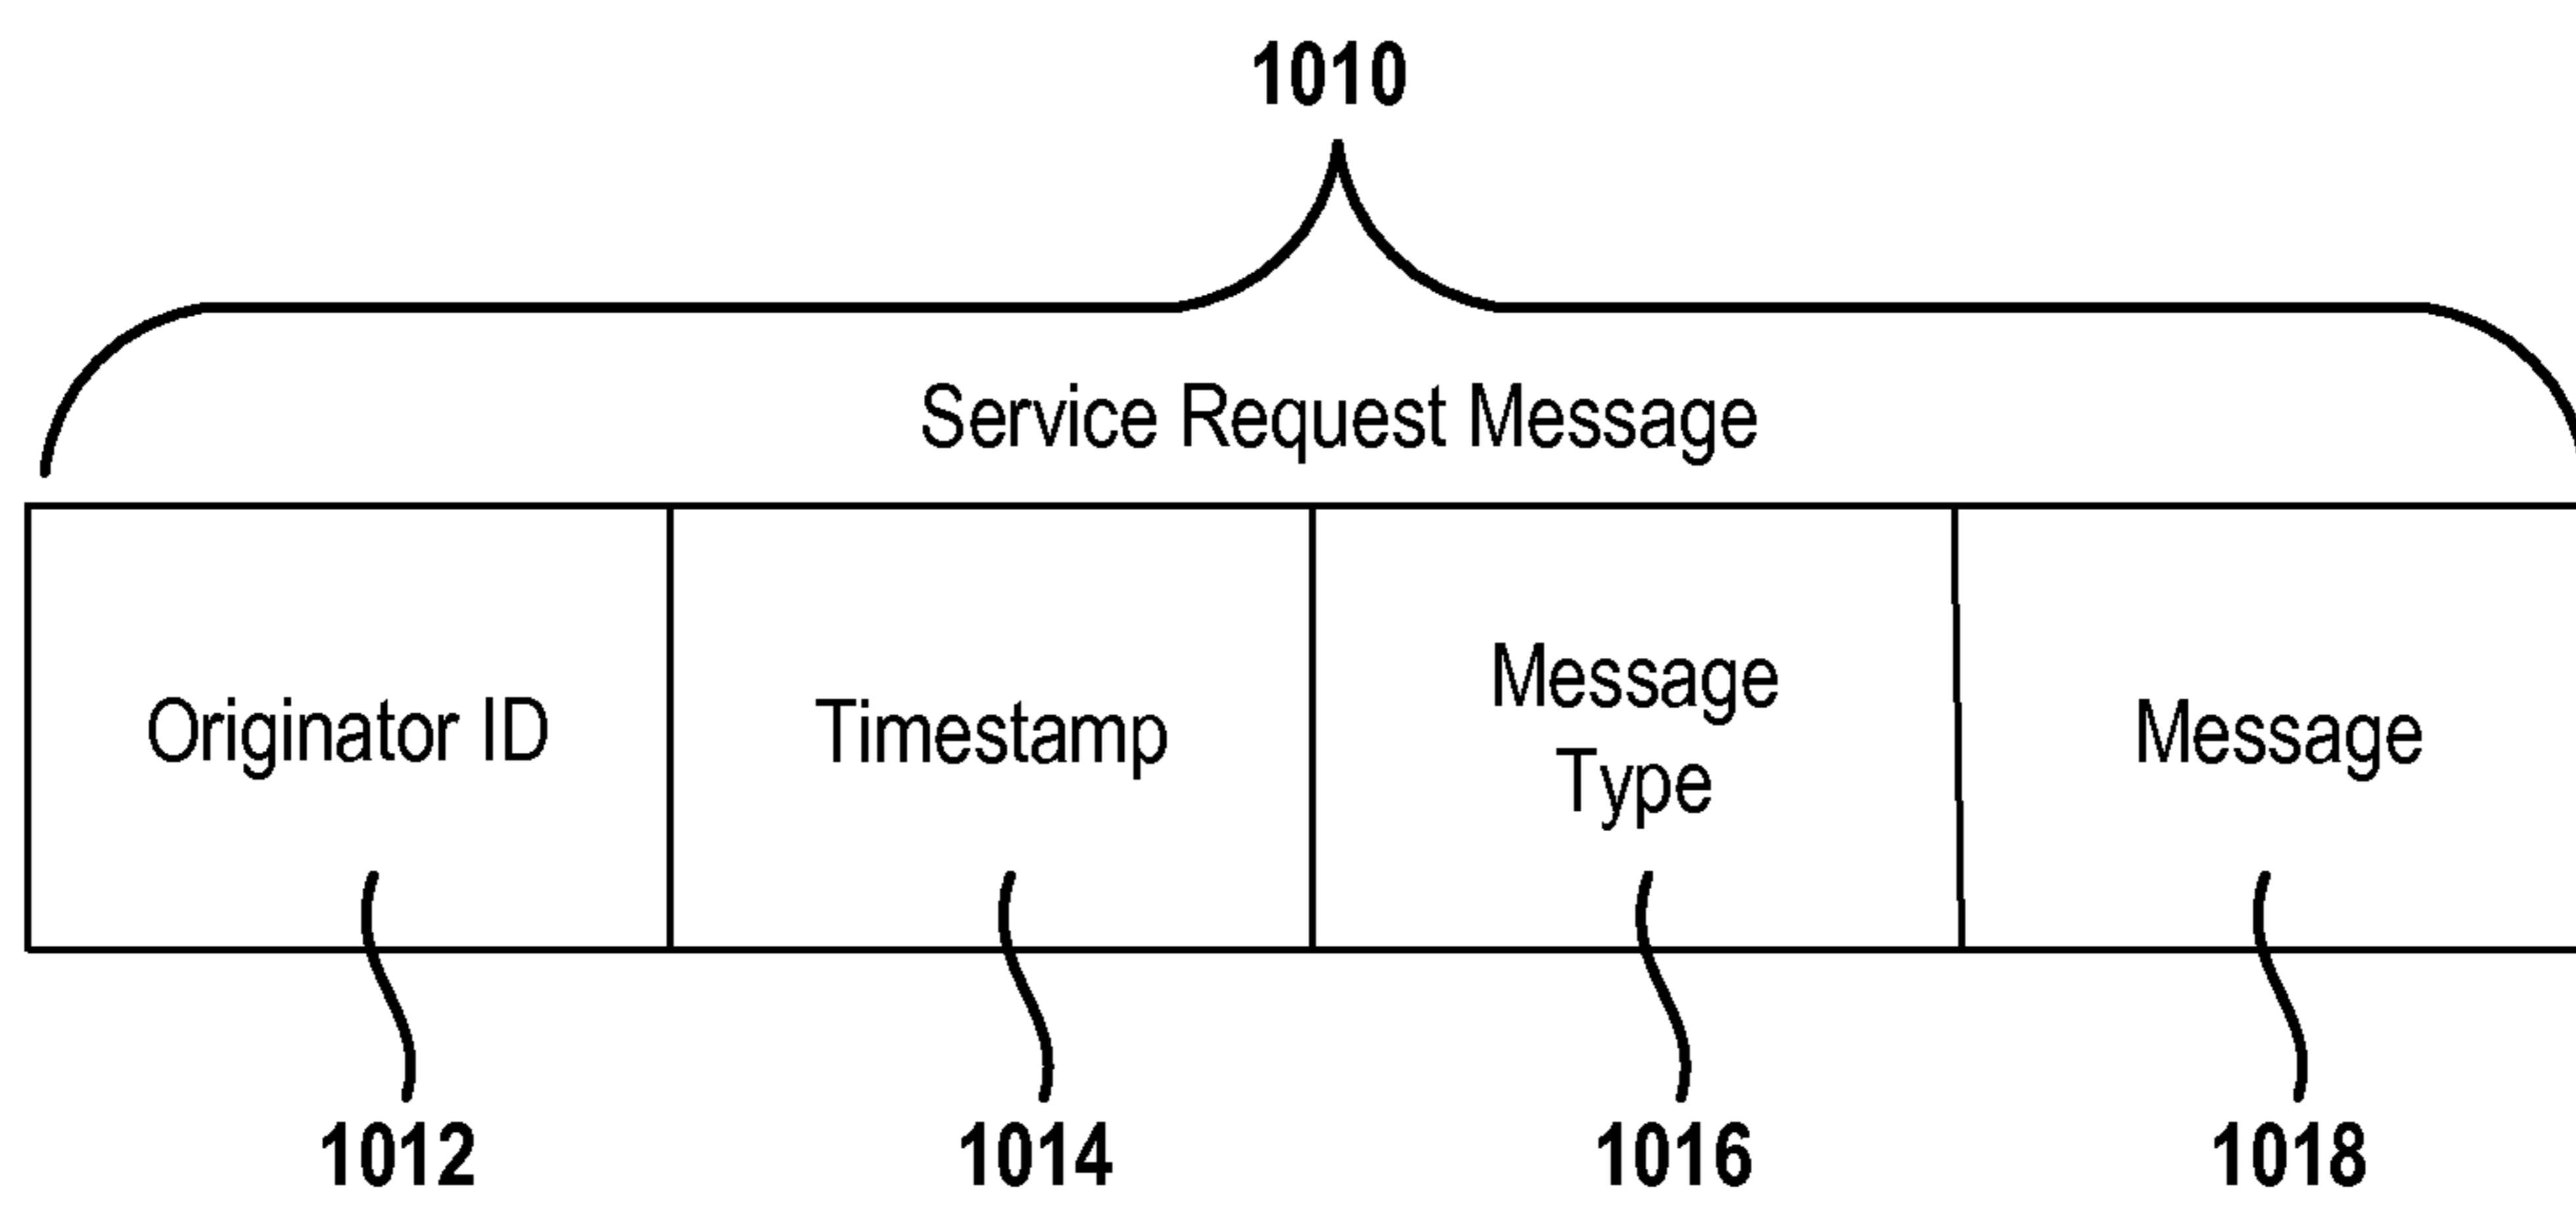 1010
Service Request Message
Originator ID
Timestamp
Message
Type
Message
1012
1014
1016
1018